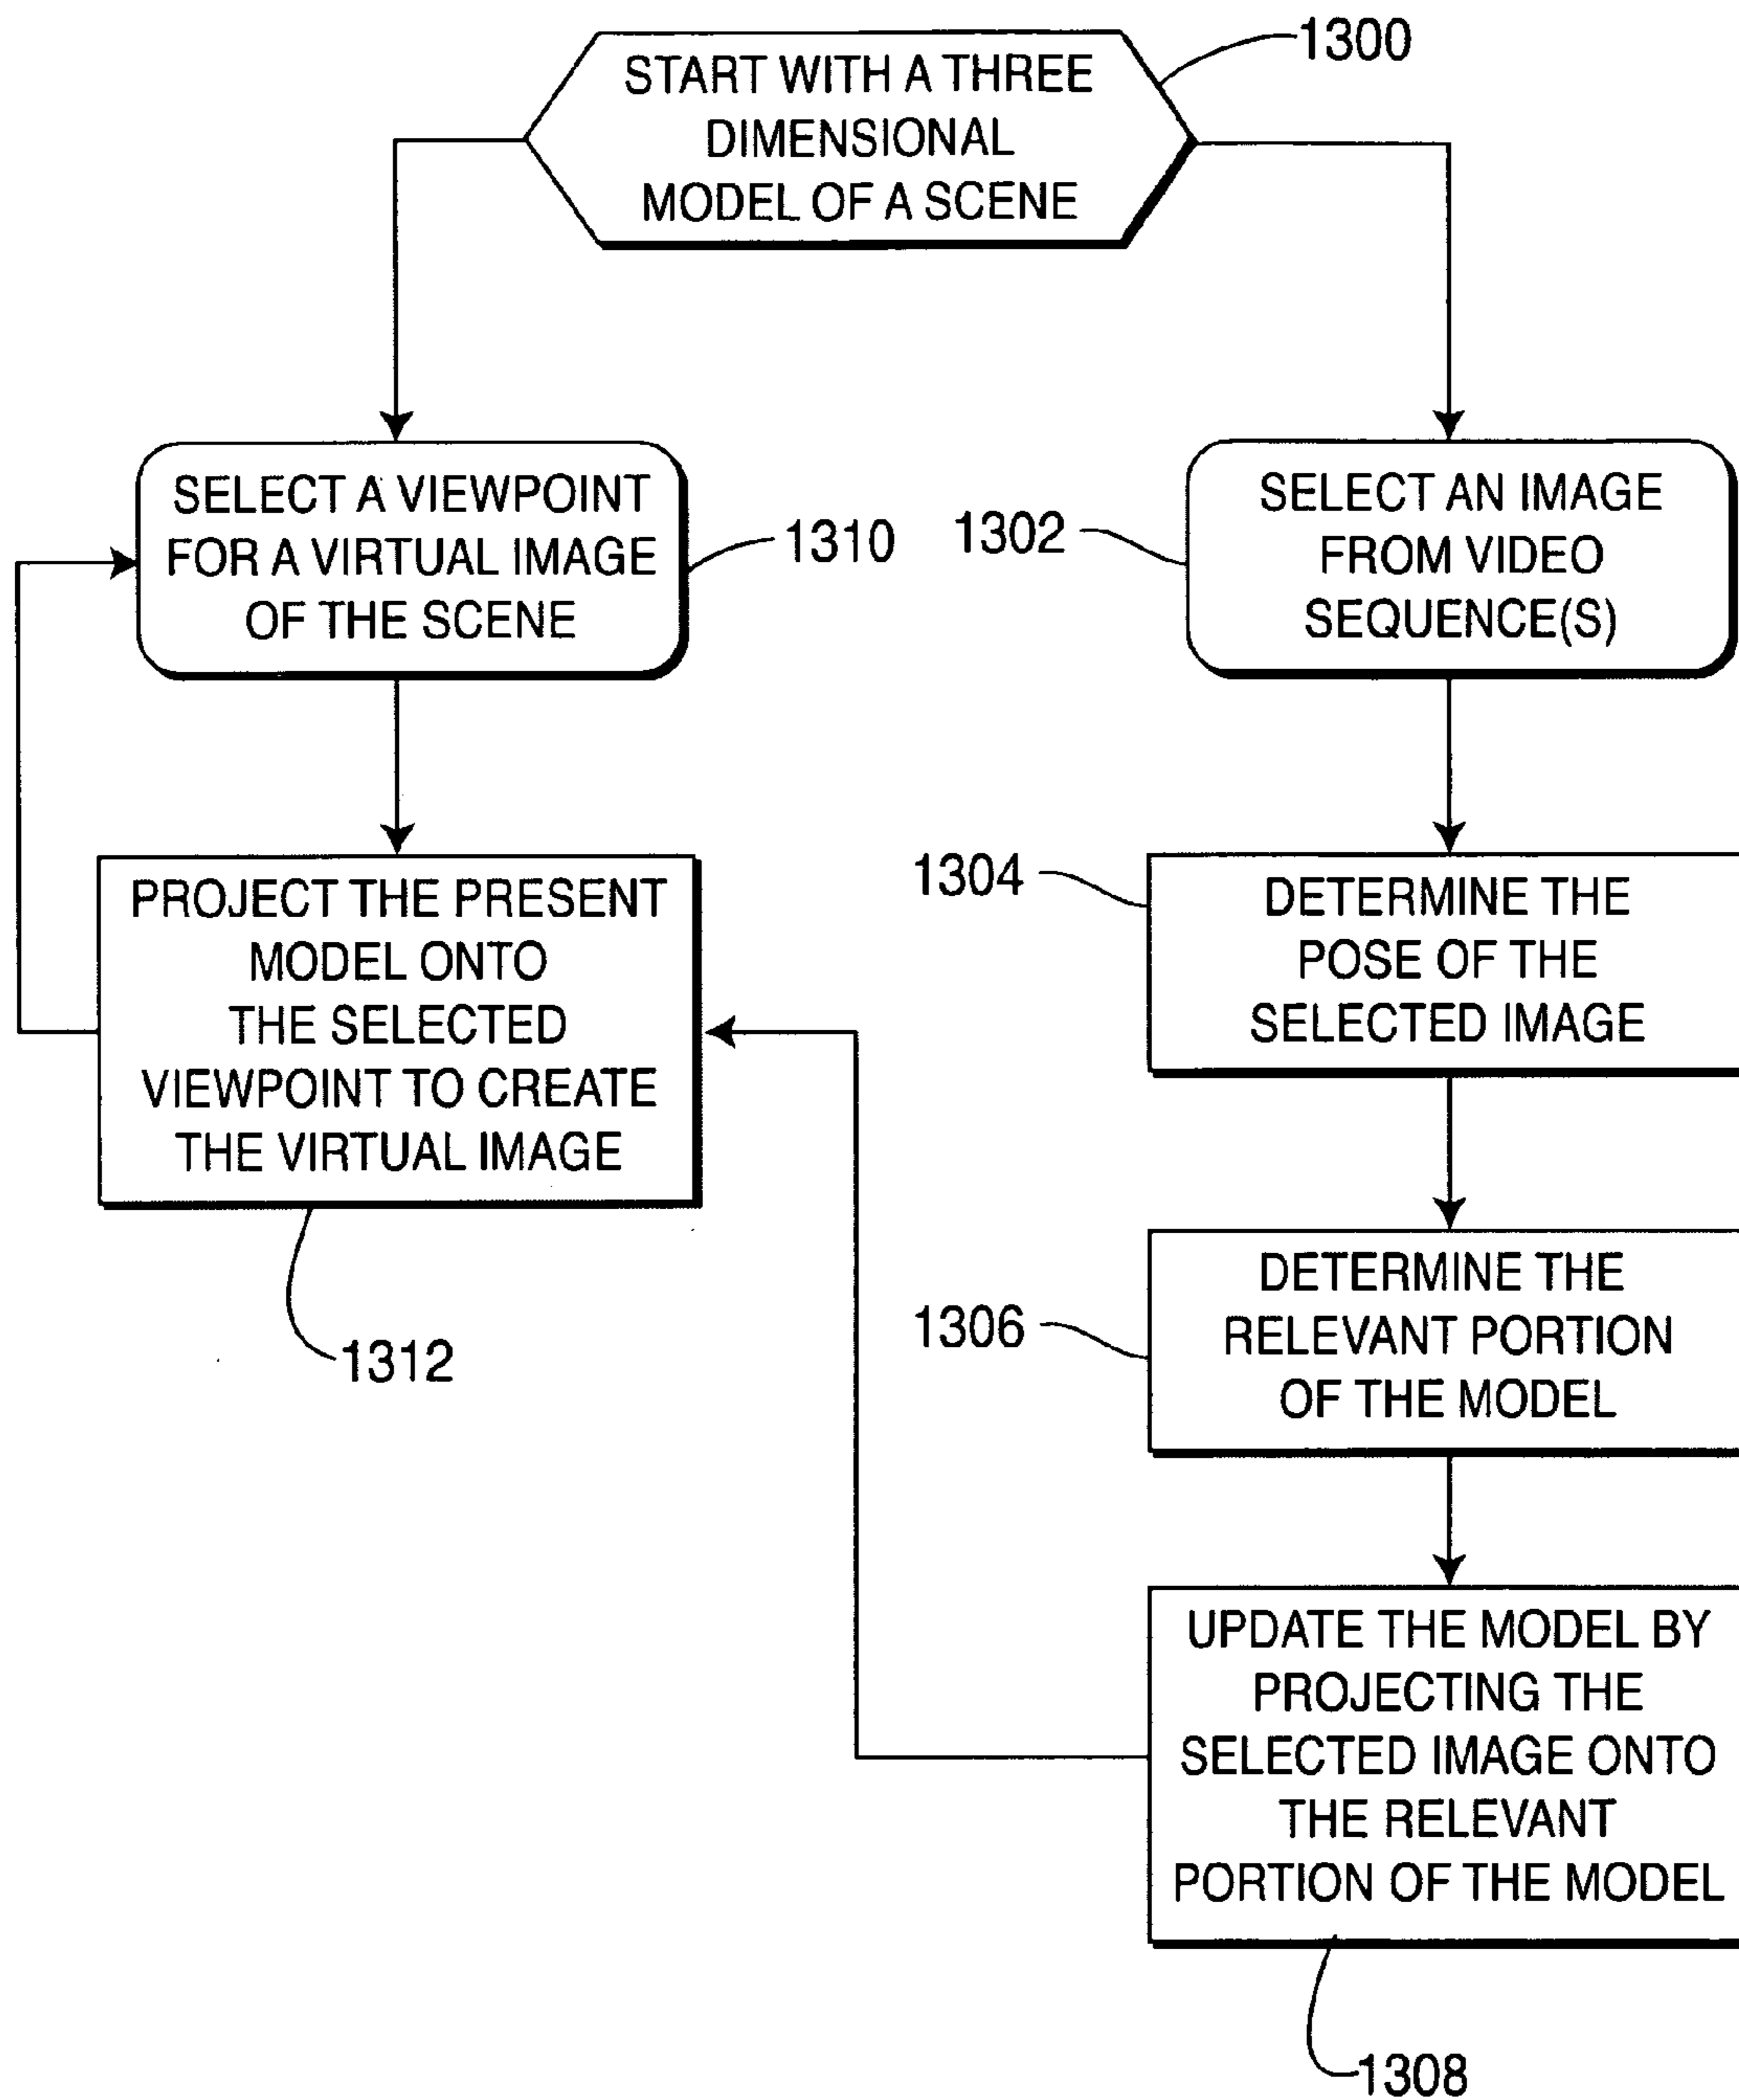 START WITH A THREE
DIMENSIONAL
MODEL OF A SCENE
1300
SELECT A VIEWPOINT
FOR A VIRTUAL IMAGE
OF THE SCENE
1310
1302
SELECT AN IMAGE
FROM VIDEO
SEQUENCE(S)
PROJECT THE PRESENT
MODEL ONTO
THE SELECTED
VIEWPOINT TO CREATE
THE VIRTUAL IMAGE
1312
1304
DETERMINE THE
POSE OF THE
SELECTED IMAGE
1306
DETERMINE THE
RELEVANT PORTION
OF THE MODEL
UPDATE THE MODEL BY
PROJECTING THE
SELECTED IMAGE ONTO
THE RELEVANT
PORTION OF THE MODEL
1308